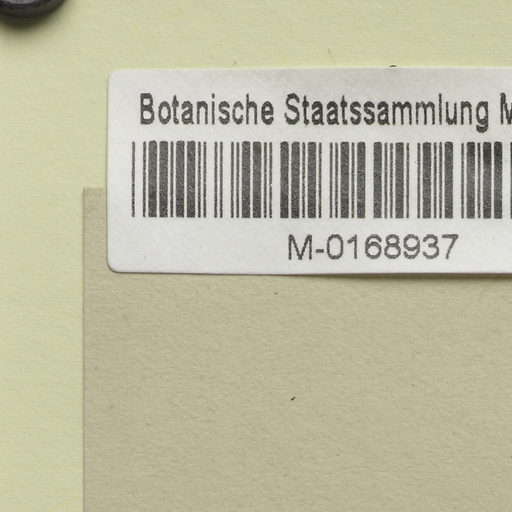 Botanische Staatssammlung M
M-0168937